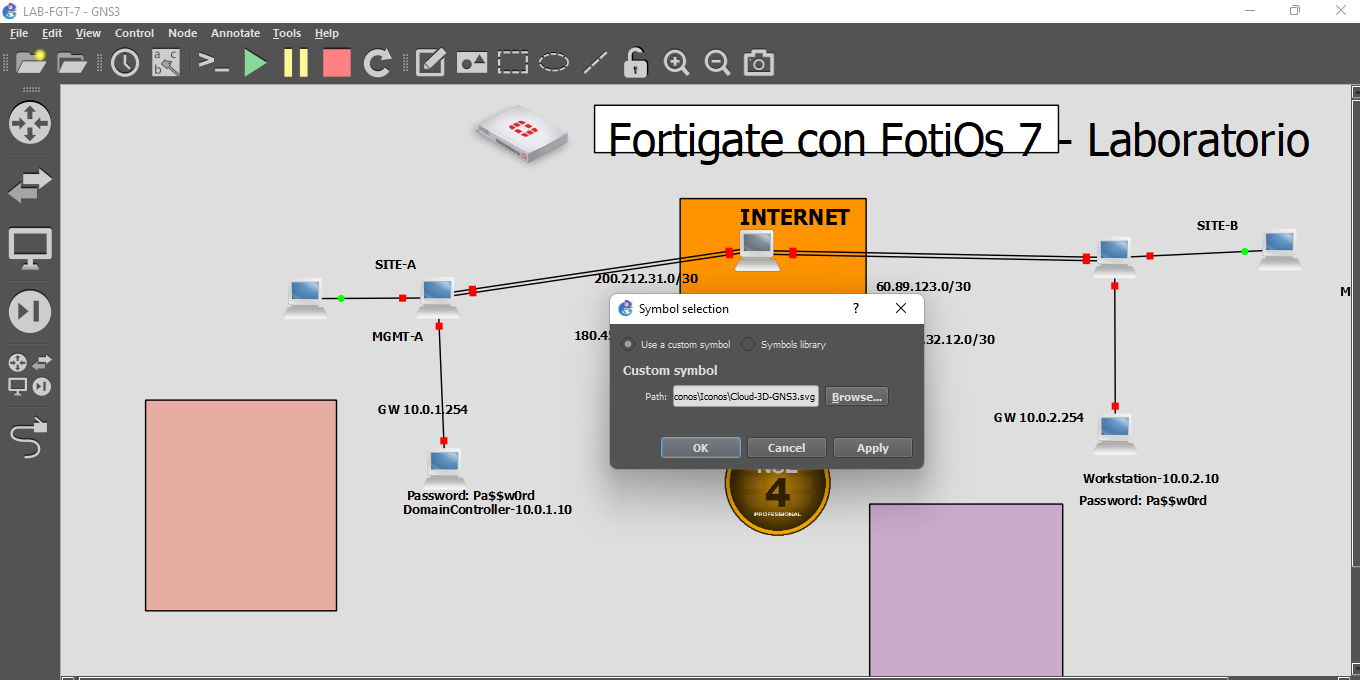 LAB-FGT-7 - GNS3
File Edit View Control Node Annotate Tools Help
Fortigate con FotiOs 7 - Laboratorio
INTERNET
SITE-B
SITE-A
200.212.31.0/30
60.89.123.0/30
M
Symbol selection
?
MGMT-A
180.4
32.12.0/30
Use a custom symbol
Symbols library
Custom symbol
Path:
conos\Iconos\Cloud-3D-GNS3.svg
Browse...
GW 10.0.1.254
GW 10.0.2.254
OK
Cancel
Apply
NSE
4
PROFESSIONAL
Workstation-10.0.2.10
Password: Pa$$w0rd
Password: Pa$$w0rd
DomainController-10.0.1.10